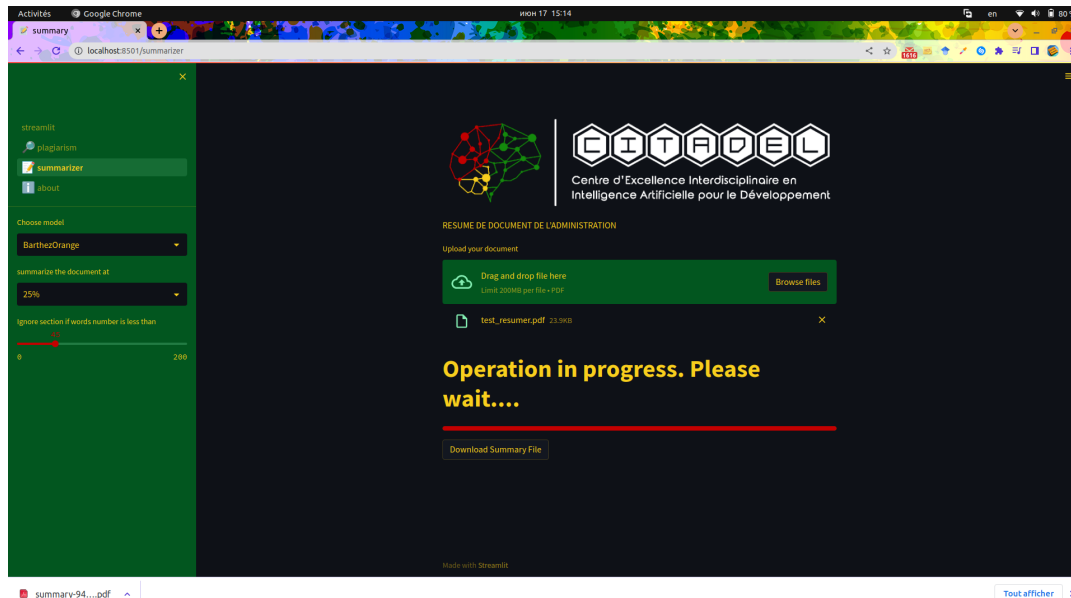 Activités
Google Chrome
июн 17 15:14
en
80
summary
localhost:8501/summarizer
1616
streamlit
plagiarism
summarizer
about
Choose model
BarthezOrange
summarize the document at
25%
Ignore section if words number is less than
0
200
CITADEL
Centre d'Excellence Interdisciplinaire en
Intelligence Artificielle pour le Développement
RESUME DE DOCUMENT DE L'ADMINISTRATION
Upload your document
Drag and drop file here
Limit 200MB per file • PDF
Browse files
test_resumer.pdf 23.9KB
Operation in progress. Please
wait....
Download Summary File
Made with Streamlit
summary-94....pdf
Tout afficher